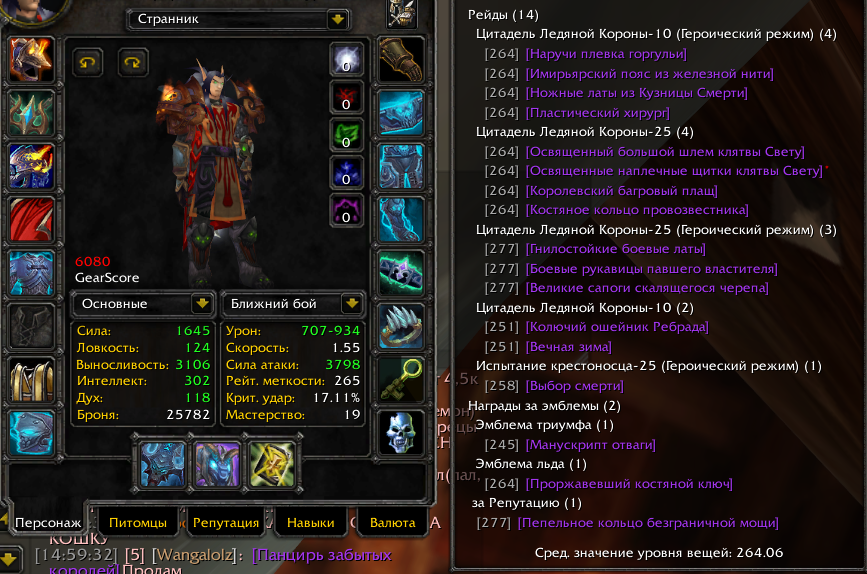 Странник
0
0
0
0
0
6080
GearScore
Основные
Ближний бой
Сила: 1645
Ловкость: 124
Выносливость: 3106
Интеллект: 302
Дух: 118
Броня: 25782
Урон: 707-934
Скорость: 1.55
Сила атаки: 3798
Рейт. меткости: 265
Крит. удар: 17.11%
Мастерство: 19
Персонаж
Питомцы
Репутация
Навыки
Валюта
КОШКУ
[14:59:32] [5] [Wangalolz]: [Панцирь забытых
королей]Продам
Рейды (14)
Цитадель Ледяной Короны-10 (Героический режим) (4)
[264] [Наручи плевка горгульи]
[264] [Имирьярский пояс из железной нити]
[264] [Ножные латы из Кузницы Смерти]
[264] [Пластический хирург]
Цитадель Ледяной Короны-25 (4)
[264] [Освященный большой шлем клятвы Свету]
[264] [Освященные наплечные щитки клятвы Свету]*
[264] [Королевский багровый плащ]
[264] [Костяное кольцо провозвестника]
Цитадель Ледяной Короны-25 (Героический режим) (3)
[277] [Гнилостойкие боевые латы]
[277] [Боевые рукавицы павшего властителя]
[277] [Великие сапоги скалящегося черепа]
Цитадель Ледяной Короны-10 (2)
[251] [Колючий ошейник Ребрада]
[251] [Вечная зима]
Испытание крестоносца-25 (Героический режим) (1)
[258] [Выбор смерти]
Награды за эмблемы (2)
Эмблема триумфа (1)
[245] [Манускрипт отваги]
Эмблема льда (1)
[264] [Проржавевший костяной ключ]
за Репутацию (1)
[277] [Пепельное кольцо безграничной мощи]
Сред. значение уровня вещей: 264.06